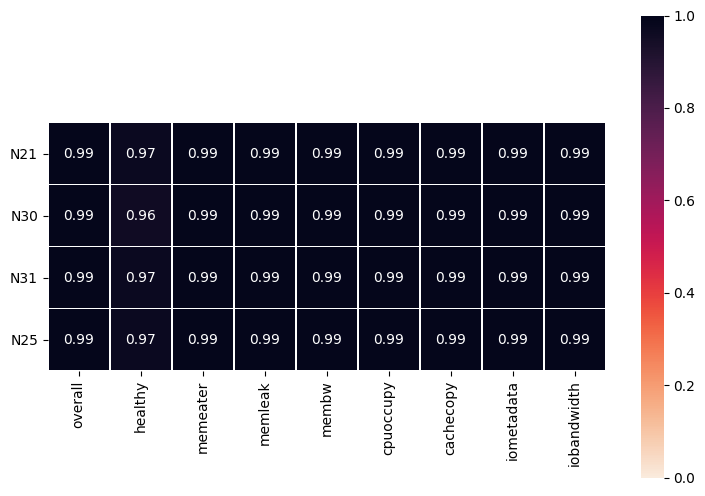 1.0
N21 0.99 0.97 0.99 0.99 0.99 0.99 0.99 0.99 0.99
0.8
N30 0.99 0.96 0.99 0.99 0.99 0.99 0.99 0.99 0.99
0.6
N31 0.99 0.97 0.99 0.99 0.99 0.99 0.99 0.99 0.99
0.4
N25 0.99 0.97 0.99 0.99 0.99 0.99 0.99 0.99 0.99
0.2
0.0
overall
healthy
memeater
memleak
membw
cpuoccupy
cachecopy
iometadata
iobandwidth